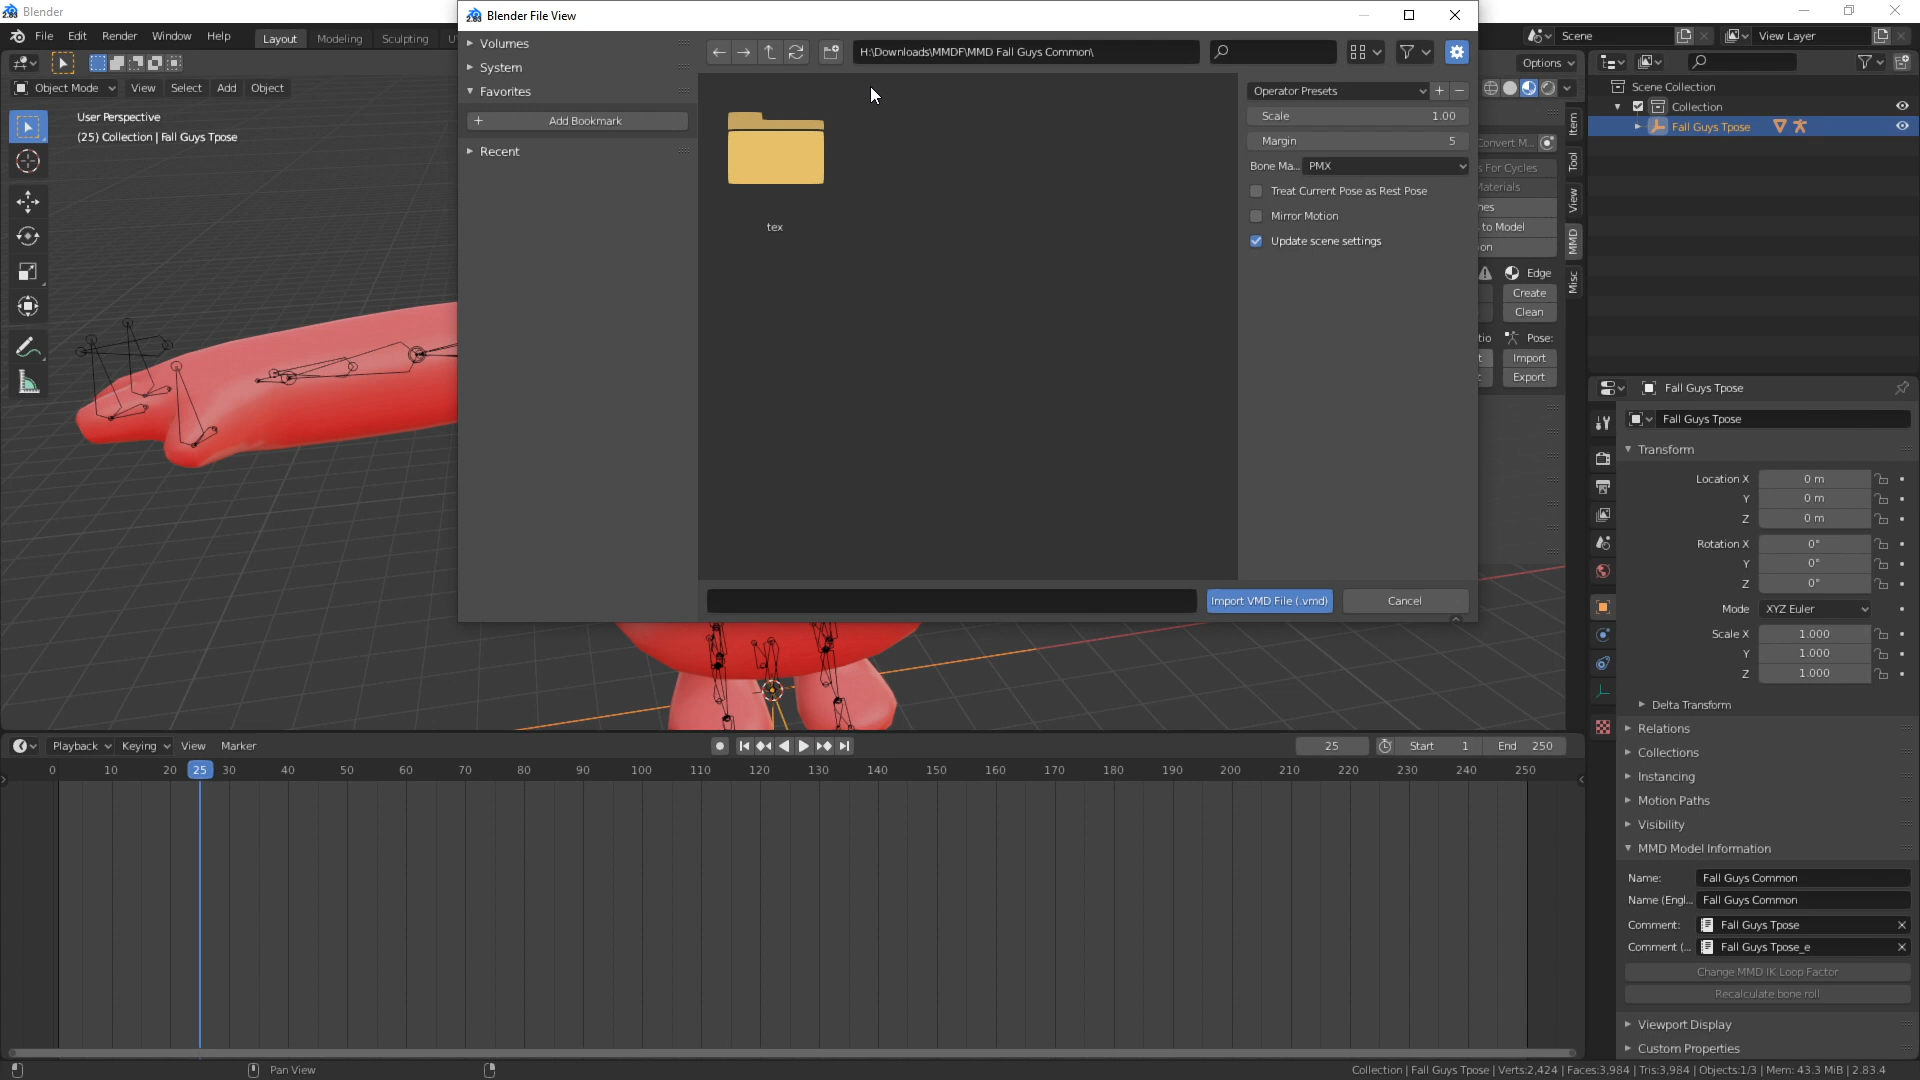 Blender
File Edit Render Window Help Layout Modeling Sculpting
Object Mode View Select Add Object
User Perspective
(25) Collection | Fall Guys Tpose
Blender File View
Volumes
System
Favorites
Add Bookmark
Recent
H:\Downloads\MMDF\MMD Fall Guys Common\
tex
Operator Presets
Scale 1.00
Margin 5
Bone Ma... PMX
Treat Current Pose as Rest Pose
Mirror Motion
Update scene settings
Import VMD File (.vmd) Cancel
Scene View Layer
Options
Item
Tool
View
MMD
Misc
For Cycles
to Model
Edge
Create
Clean
Pose:
Import
Export
Scene Collection
Collection
Fall Guys Tpose
Fall Guys Tpose
Fall Guys Tpose
Transform
Location X 0 m
Y 0 m
Z 0 m
Rotation X 0°
Y 0°
Z 0°
Mode XYZ Euler
Scale X 1.000
Y 1.000
Z 1.000
Delta Transform
Relations
Collections
Instancing
Motion Paths
Visibility
MMD Model Information
Name: Fall Guys Common
Name (Engl... Fall Guys Common
Comment: Fall Guys Tpose
Comment (... Fall Guys Tpose_e
Change MMD IK Loop Factor
Recalculate bone roll
Viewport Display
Custom Properties
Playback Keying View Marker 25 Start 1 End 250
0 10 20 25 30 40 50 60 70 80 90 100 110 120 130 140 150 160 170 180 190 200 210 220 230 240 250
Pan View
Collection | Fall Guys Tpose | Verts:2,424 | Faces:3,984 | Tris:3,984 | Objects:1/3 | Mem: 43.3 MiB | 2.83.4